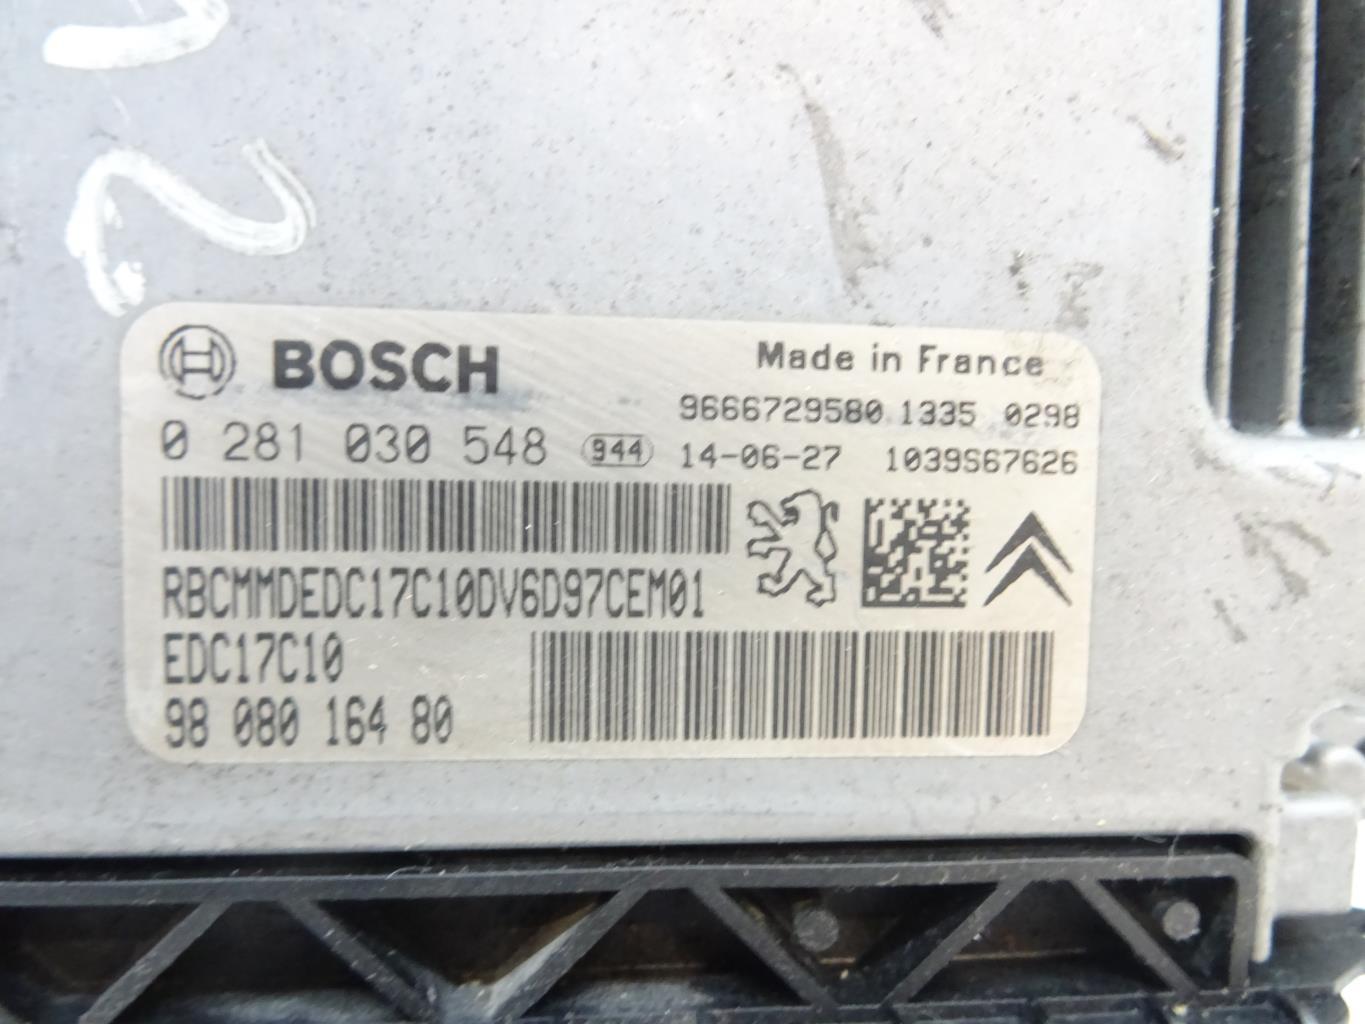 2
BOSCH
Made in France
9666729580 1335 0298
0 281 030 548 944 14-06-27 1039S67626
RBCMMDEDC17C10DV6D97CEM01
EDC17C10
98 080 164 80